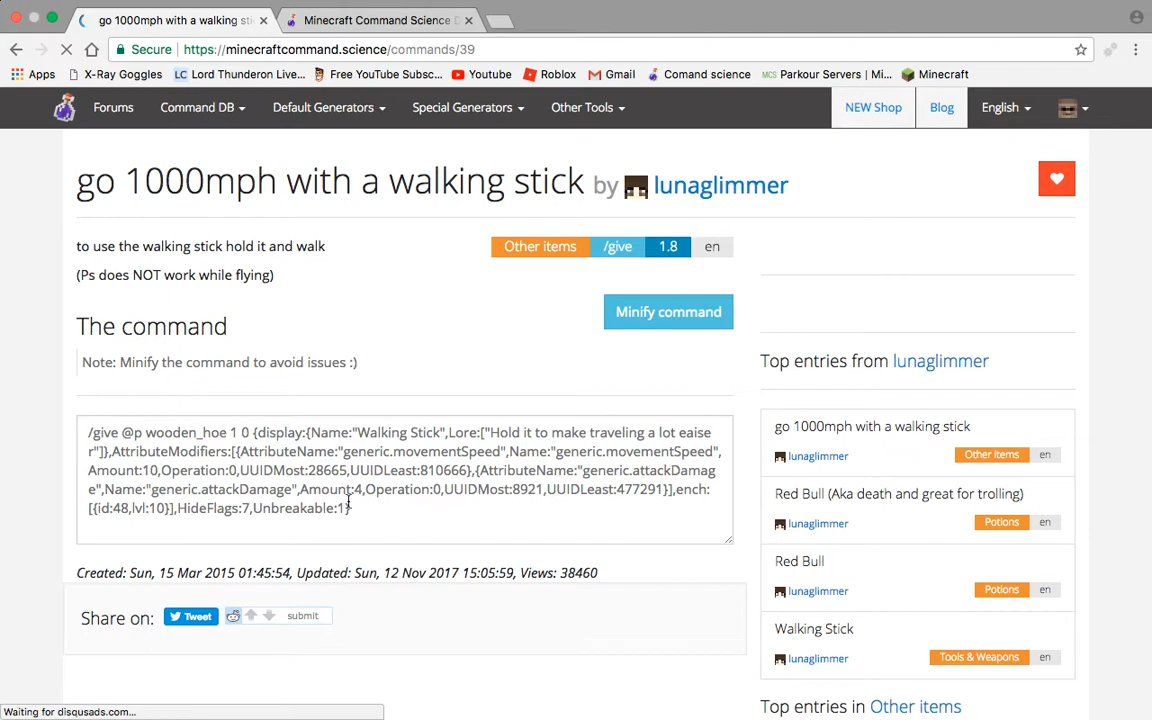 go 1000mph with a walking sti
Minecraft Command Science D
Secure
https://minecraftcommand.science/commands/39
Apps
X-Ray Goggles
LC Lord Thunderon Live...
Free YouTube Subsc...
Youtube
Roblox
Gmail
Comand science
MCS Parkour Servers | Mi...
Minecraft
Forums
Command DB
Default Generators
Special Generators
Other Tools
NEW Shop
Blog
English
go 1000mph with a walking stick by lunaglimmer
to use the walking stick hold it and walk
Other items
/give
1.8
en
(Ps does NOT work while flying)
The command
Minify command
Note: Minify the command to avoid issues :)
/give @p wooden_hoe 1 0 {display:{Name:"Walking Stick",Lore:["Hold it to make traveling a lot eaise
r"]},AttributeModifiers:[{AttributeName:"generic.movementSpeed",Name:"generic.movementSpeed",
Amount:10,Operation:0,UUIDMost:28665,UUIDLeast:810666},{AttributeName:"generic.attackDamag
e",Name:"generic.attackDamage",Amount:4,Operation:0,UUIDMost:8921,UUIDLeast:477291}],ench:
[{id:48,lvl:10}],HideFlags:7,Unbreakable:1}
Created: Sun, 15 Mar 2015 01:45:54, Updated: Sun, 12 Nov 2017 15:05:59, Views: 38460
Share on:
Tweet
submit
Top entries from lunaglimmer
go 1000mph with a walking stick
lunaglimmer
Other items
en
Red Bull (Aka death and great for trolling)
lunaglimmer
Potions
en
Red Bull
lunaglimmer
Potions
en
Walking Stick
lunaglimmer
Tools & Weapons
en
Top entries in Other items
Waiting for disqusads.com...